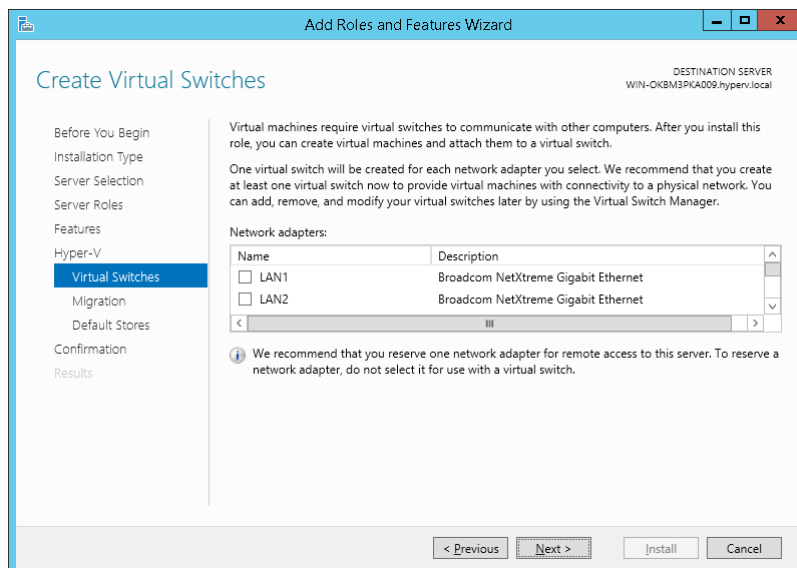 Add Roles and Features Wizard
Create Virtual Switches
DESTINATION SERVER
WIN-OKBM3PKA009.hyperv.local
Before You Begin
Installation Type
Server Selection
Server Roles
Features
Hyper-V
Virtual Switches
Migration
Default Stores
Confirmation
Results
Virtual machines require virtual switches to communicate with other computers. After you install this
role, you can create virtual machines and attach them to a virtual switch.
One virtual switch will be created for each network adapter you select. We recommend that you create
at least one virtual switch now to provide virtual machines with connectivity to a physical network. You
can add, remove, and modify your virtual switches later by using the Virtual Switch Manager.
Network adapters:
Name Description
LAN1 Broadcom NetXtreme Gigabit Ethernet
LAN2 Broadcom NetXtreme Gigabit Ethernet
We recommend that you reserve one network adapter for remote access to this server. To reserve a
network adapter, do not select it for use with a virtual switch.
< Previous Next > Install Cancel